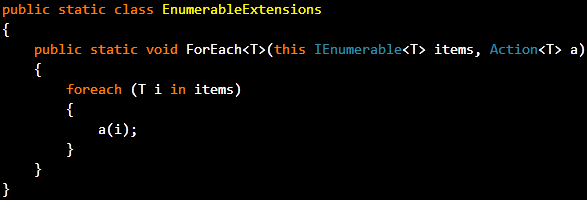 public static class EnumerableExtensions
{
    public static void ForEach<T>(this IEnumerable<T> items, Action<T> a)
    {
        foreach (T i in items)
        {
            a(i);
        }
    }
}